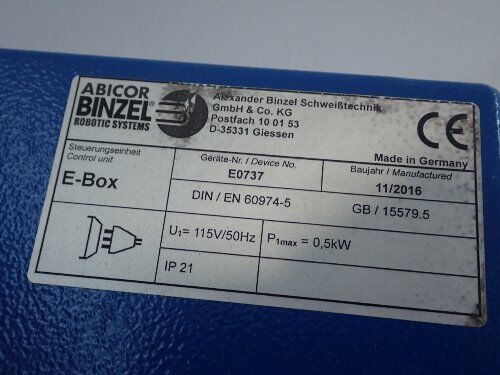 ABICOR
BINZEL®
ROBOTIC SYSTEMS
Alexander Binzel Schweißtechnik
GmbH & Co. KG
Postfach 10 01 53
D-35331 Giessen
CE
Made in Germany
Steuerungseinheit
Control unit
E-Box
Geräte-Nr. / Device No.
E0737
Baujahr / Manufactured
11/2016
DIN / EN 60974-5
GB / 15579.5
U₁= 115V/50Hz
P₁max = 0,5kW
IP 21